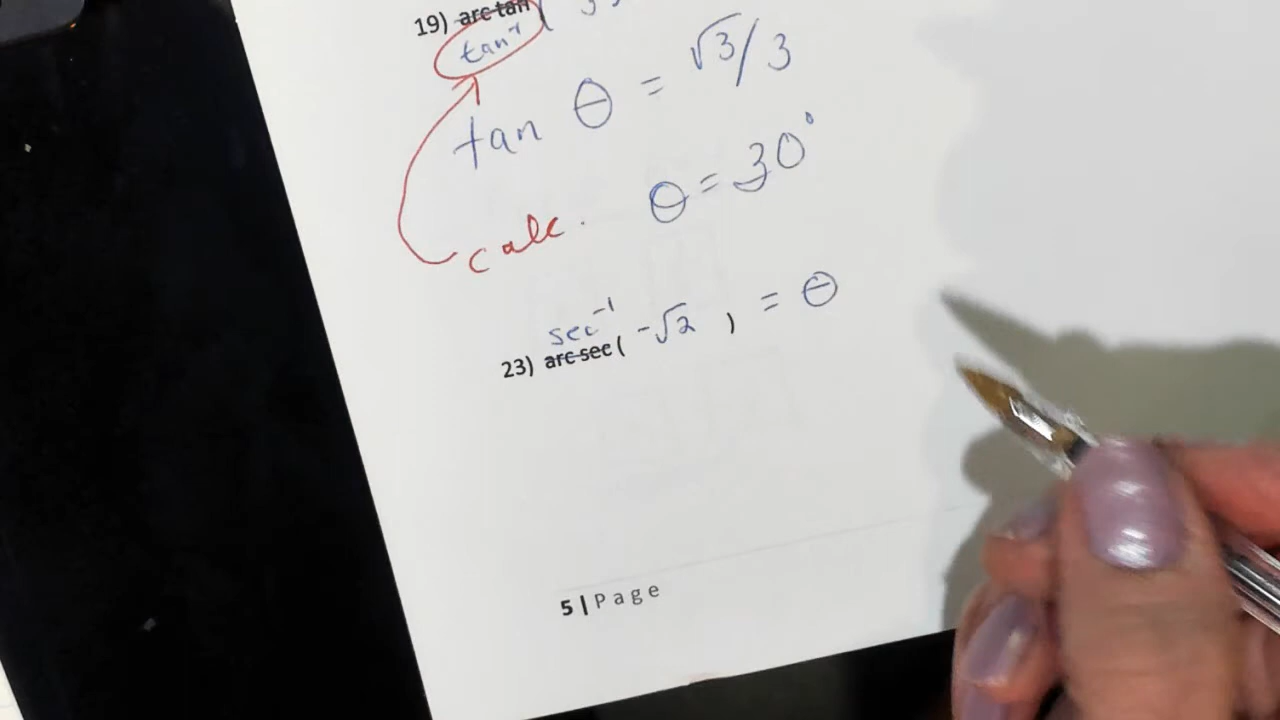 19) arc tan (
tan⁻¹
tan θ = √3/3
θ = 30°
calc.
sec⁻¹
23) arc sec ( -√2 ) = θ
5 | Page